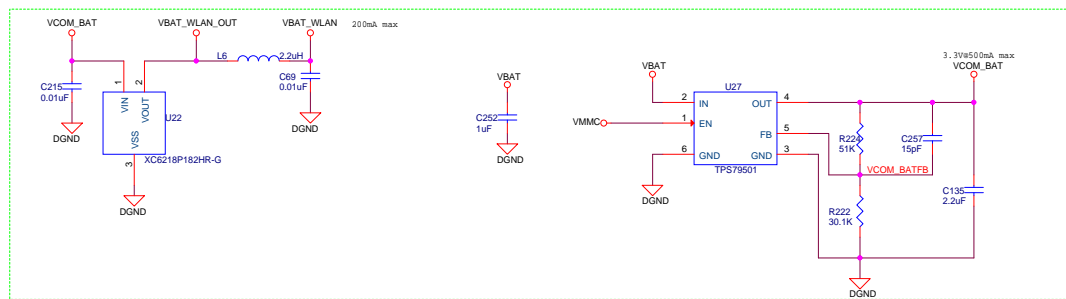 VCOM_BAT
VBAT_WLAN_OUT
VBAT_WLAN
200mA max
L6
2.2uH
C215
0.01uF
1
2
VIN
VOUT
VSS
U22
3
XC6218P182HR-G
C69
0.01uF
DGND
DGND
DGND
VBAT
C252
1uF
DGND
3.3V@500mA max
VCOM_BAT
VBAT
U27
2
IN
OUT
4
VMMC
1
EN
FB
5
6
GND
GND
3
TPS79501
DGND
R224
51K
C257
15pF
VCOM_BATFB
C135
2.2uF
R222
30.1K
DGND